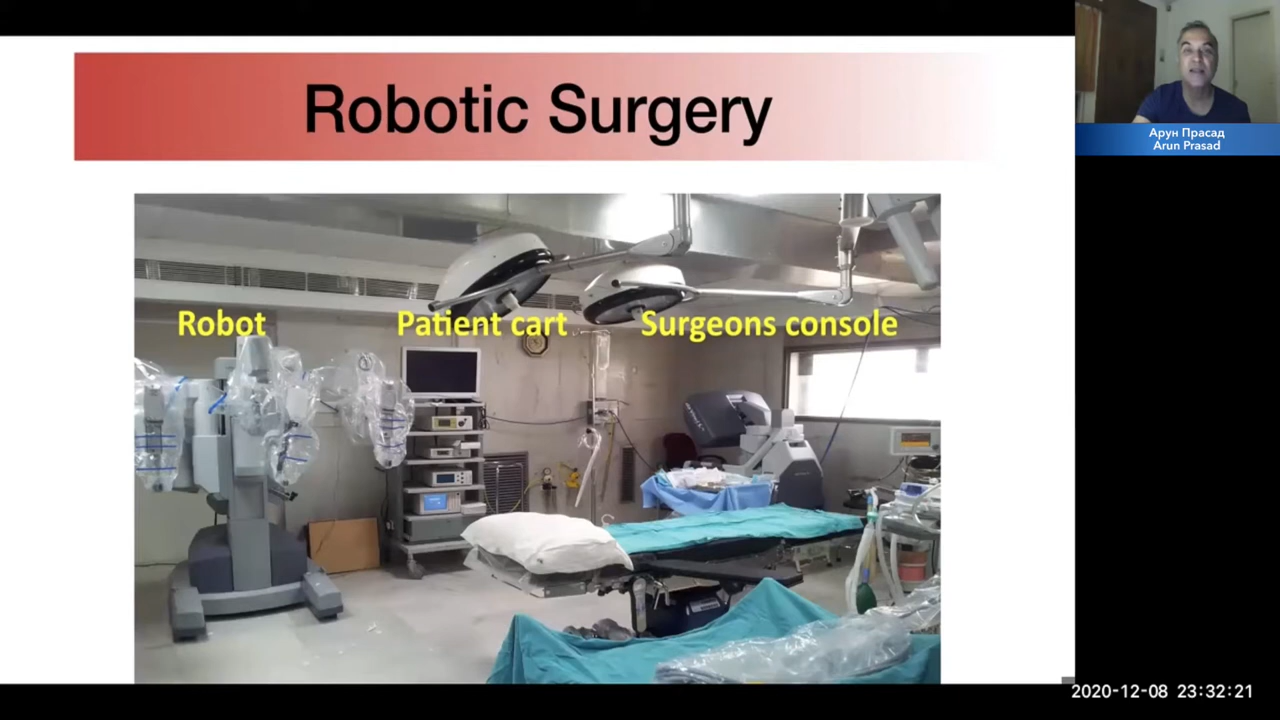 Robotic Surgery
Robot
Patient cart
Surgeons console
Арун Прасад
Arun Prasad
2020-12-08 23:32:21